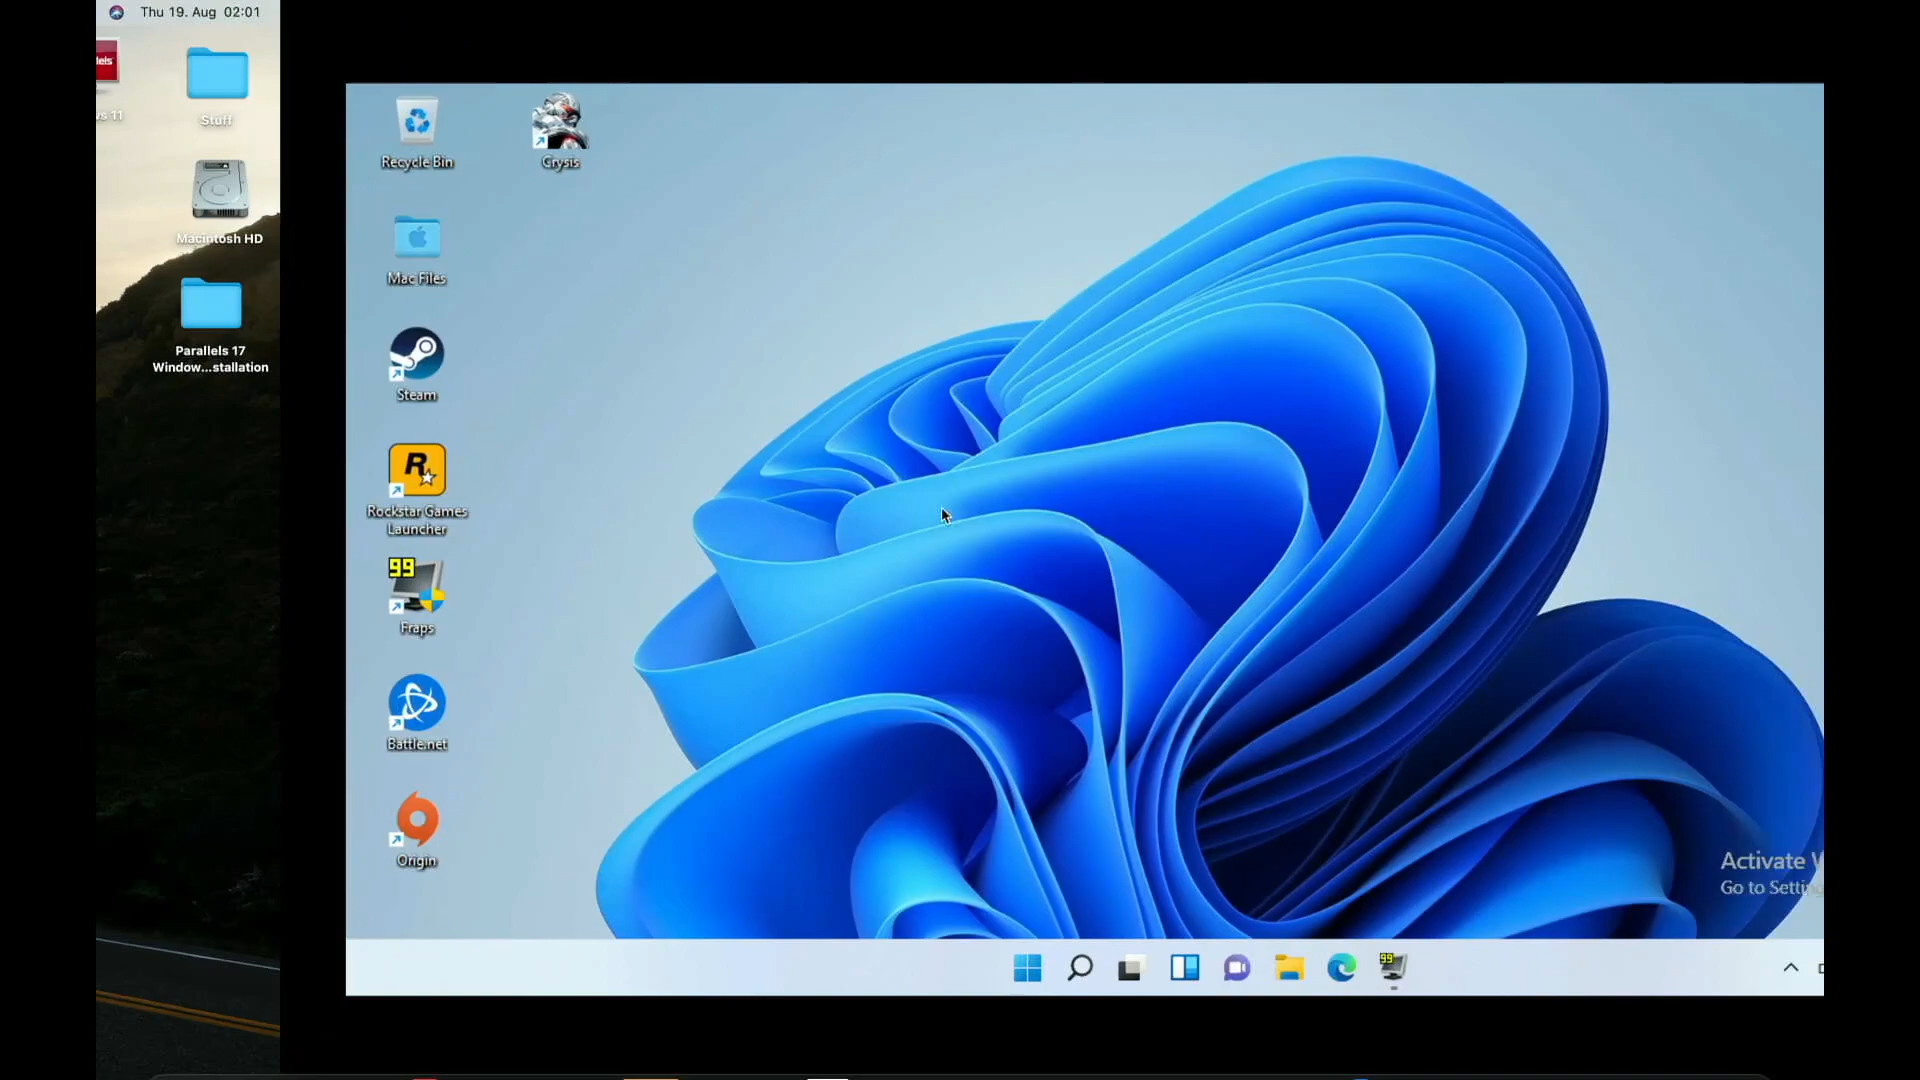 Thu 19. Aug 02:01
Stuff
Macintosh HD
Parallels 17
Window...stallation
Recycle Bin
Crysis
Mac Files
Steam
R
Rockstar Games
Launcher
99
Fraps
Battle.net
Origin
Activate
Go to
99